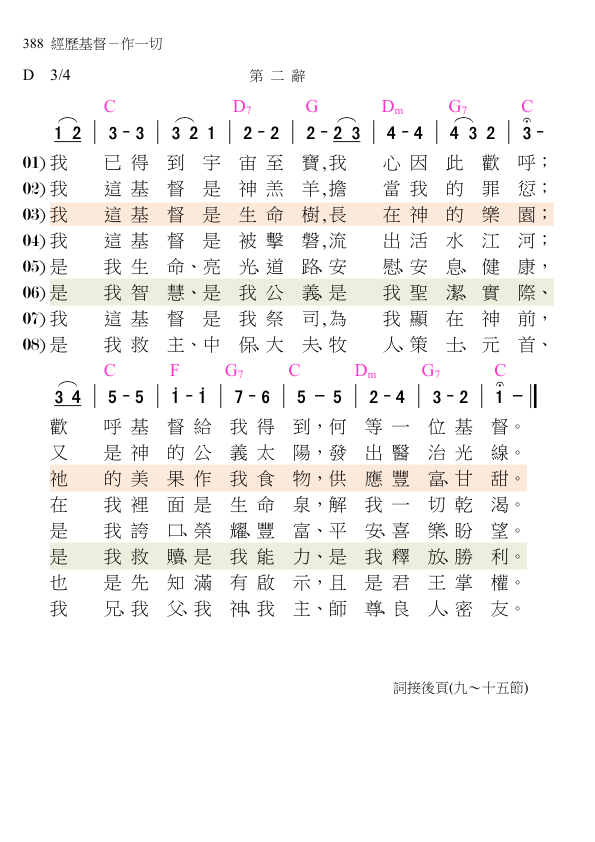 388 經歷基督－作一切
D 3/4 第二辭
C D7 G Dm G7 C
1 2 | 3 - 3 | 3 2 1 | 2 - 2 | 2 - 2 3 | 4 - 4 | 4 3 2 | 3 -
01) 我已得到宇宙至寶,我心因此歡呼；
02) 我這基督是神羔羊,擔當我的罪愆；
03) 我這基督是生命樹,長在神的樂園；
04) 我這基督是被擊磐,流出活水江河；
05) 是我生命、亮光、道路、安慰、安息、健康，
06) 是我智慧、是我公義、是我聖潔、實際、
07) 我這基督是我祭司,為我顯在神前，
08) 是我救主、中保、大夫、牧人、策士、元首、
C F G7 C Dm G7 C
3 4 | 5 - 5 | i - i | 7 - 6 | 5 - 5 | 2 - 4 | 3 - 2 | 1 - ‖
歡呼基督給我得到，何等一位基督。
又是神的公義太陽，發出醫治光線。
祂的美果作我食物，供應豐富、甘甜。
在我裡面是生命泉，解我一切乾渴。
是我誇口、榮耀、豐富、平安、喜樂、盼望。
是我救贖、是我能力、是我釋放、勝利。
也是先知滿有啟示，且是君王掌權。
我兄、我父、我神、我主、師尊、良人、密友。
詞接後頁(九～十五節)